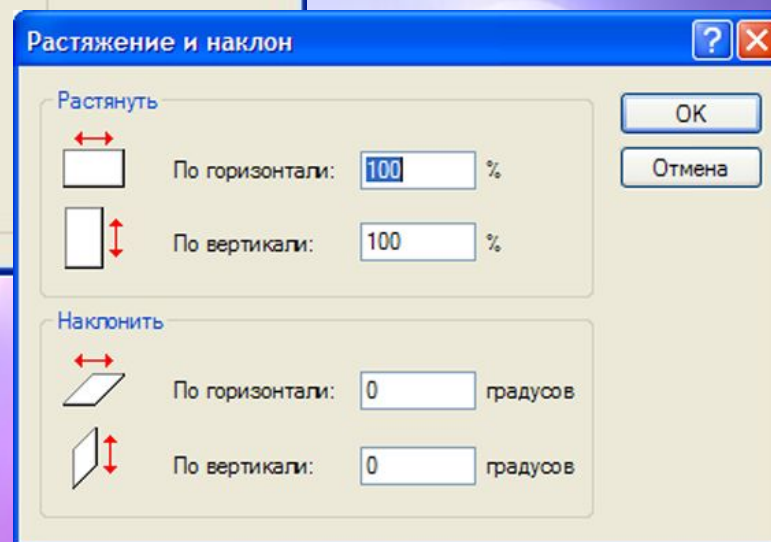 Растяжение и наклон
Растянуть
По горизонтали: 100 %
По вертикали: 100 %
Наклонить
По горизонтали: 0 градусов
По вертикали: 0 градусов
ОК
Отмена